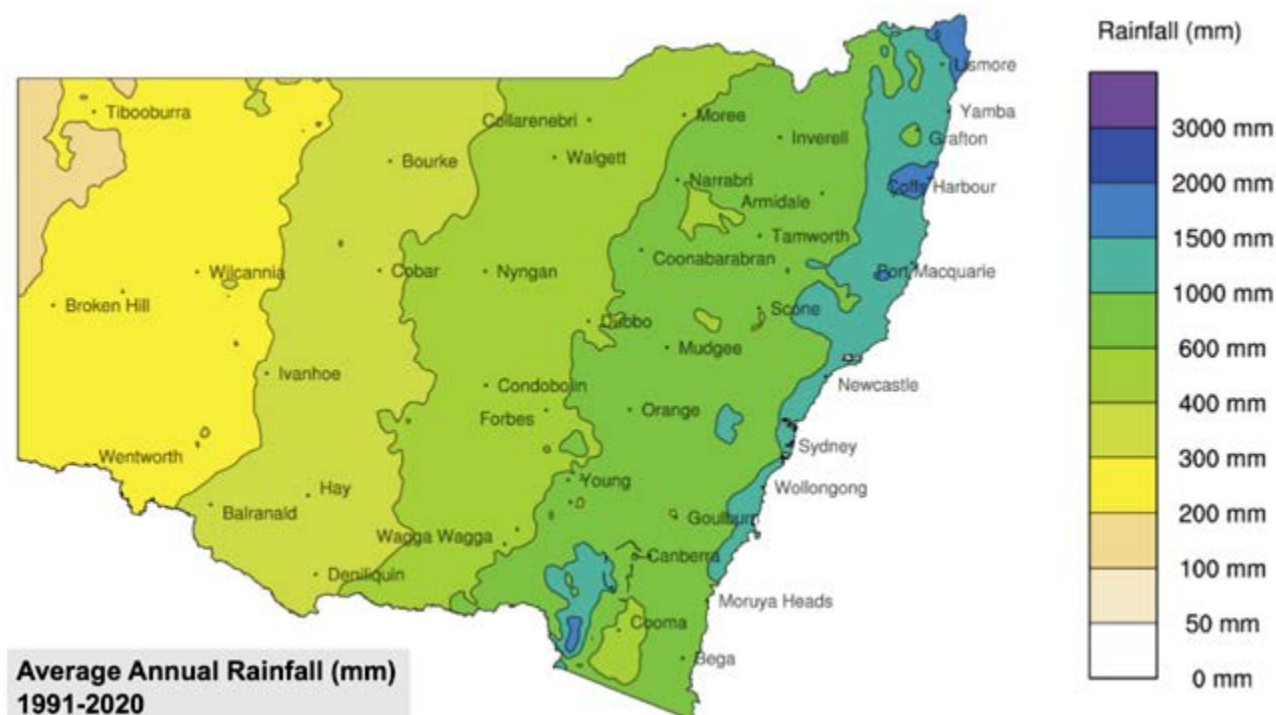 Rainfall (mm)
3000 mm
2000 mm
1500 mm
1000 mm
600 mm
400 mm
300 mm
200 mm
100 mm
50 mm
0 mm
Lismore
Tibooburra
Yamba
Collarenebri
Moree
Inverell
Grafton
Bourke
Walgett
Narrabri
Coffs Harbour
Armidale
Tamworth
Coonabarabran
Wilcannia
Cobar
Nyngan
Port Macquarie
Broken Hill
Scone
Dubbo
Mudgee
Ivanhoe
Condobolin
Newcastle
Forbes
Orange
Sydney
Wentworth
Young
Wollongong
Hay
Balranald
Goulburn
Wagga Wagga
Canberra
Deniliquin
Moruya Heads
Cooma
Bega
Average Annual Rainfall (mm)
1991-2020